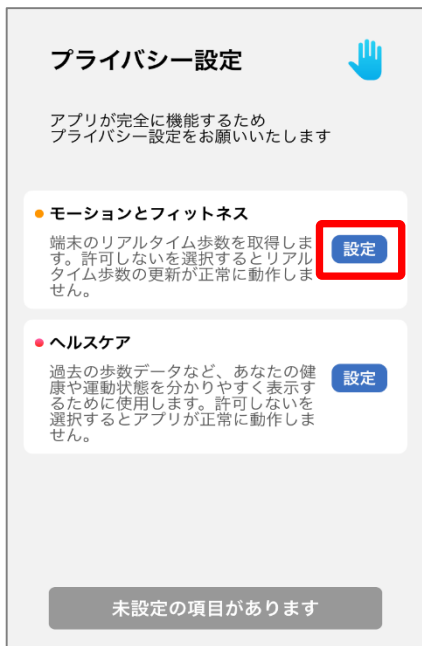 プライバシー設定
アプリが完全に機能するため
プライバシー設定をお願いいたします
モーションとフィットネス
端末のリアルタイム歩数を取得しま
す。許可しないを選択するとリアル
タイム歩数の更新が正常に動作しま
せん。
設定
ヘルスケア
過去の歩数データなど、あなたの健
康や運動状態を分かりやすく表示す
るために使用します。許可しないを
選択するとアプリが正常に動作しま
せん。
設定
未設定の項目があります